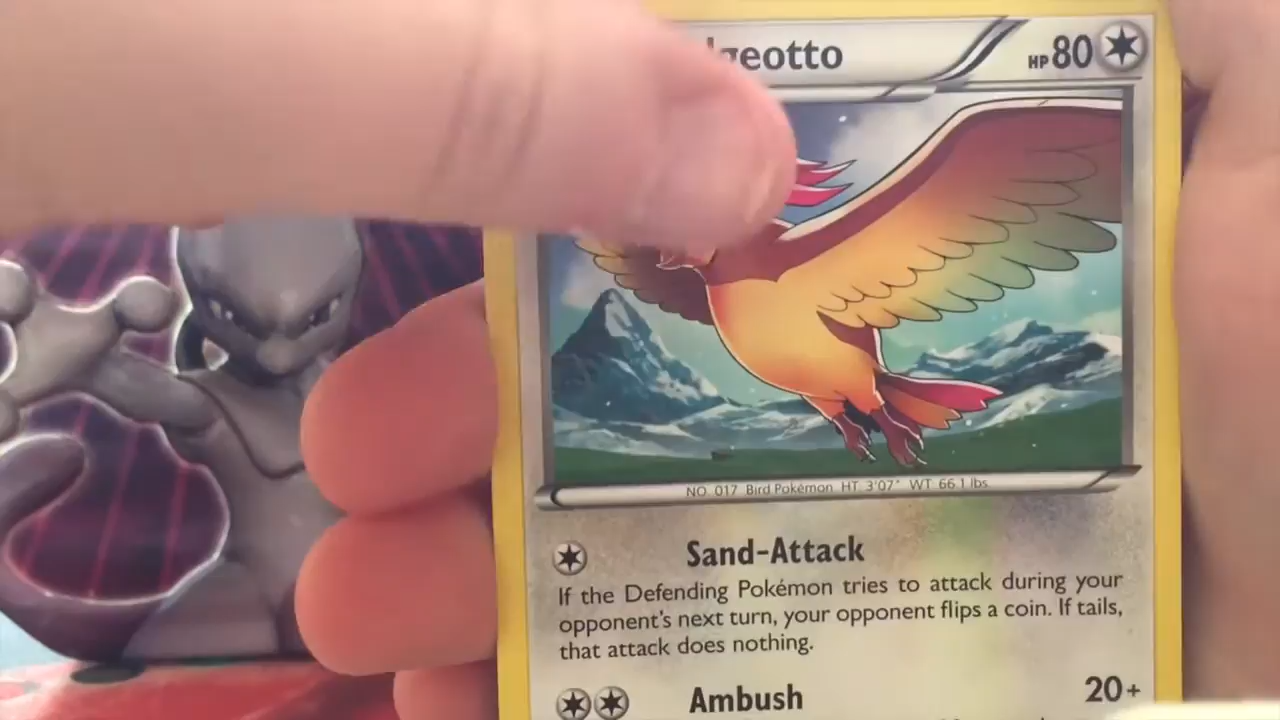 geotto HP80
NO. 017 Bird Pokémon HT 3'07" WT 66.1 lbs.
Sand-Attack
If the Defending Pokémon tries to attack during your
opponent's next turn, your opponent flips a coin. If tails,
that attack does nothing.
Ambush 20+